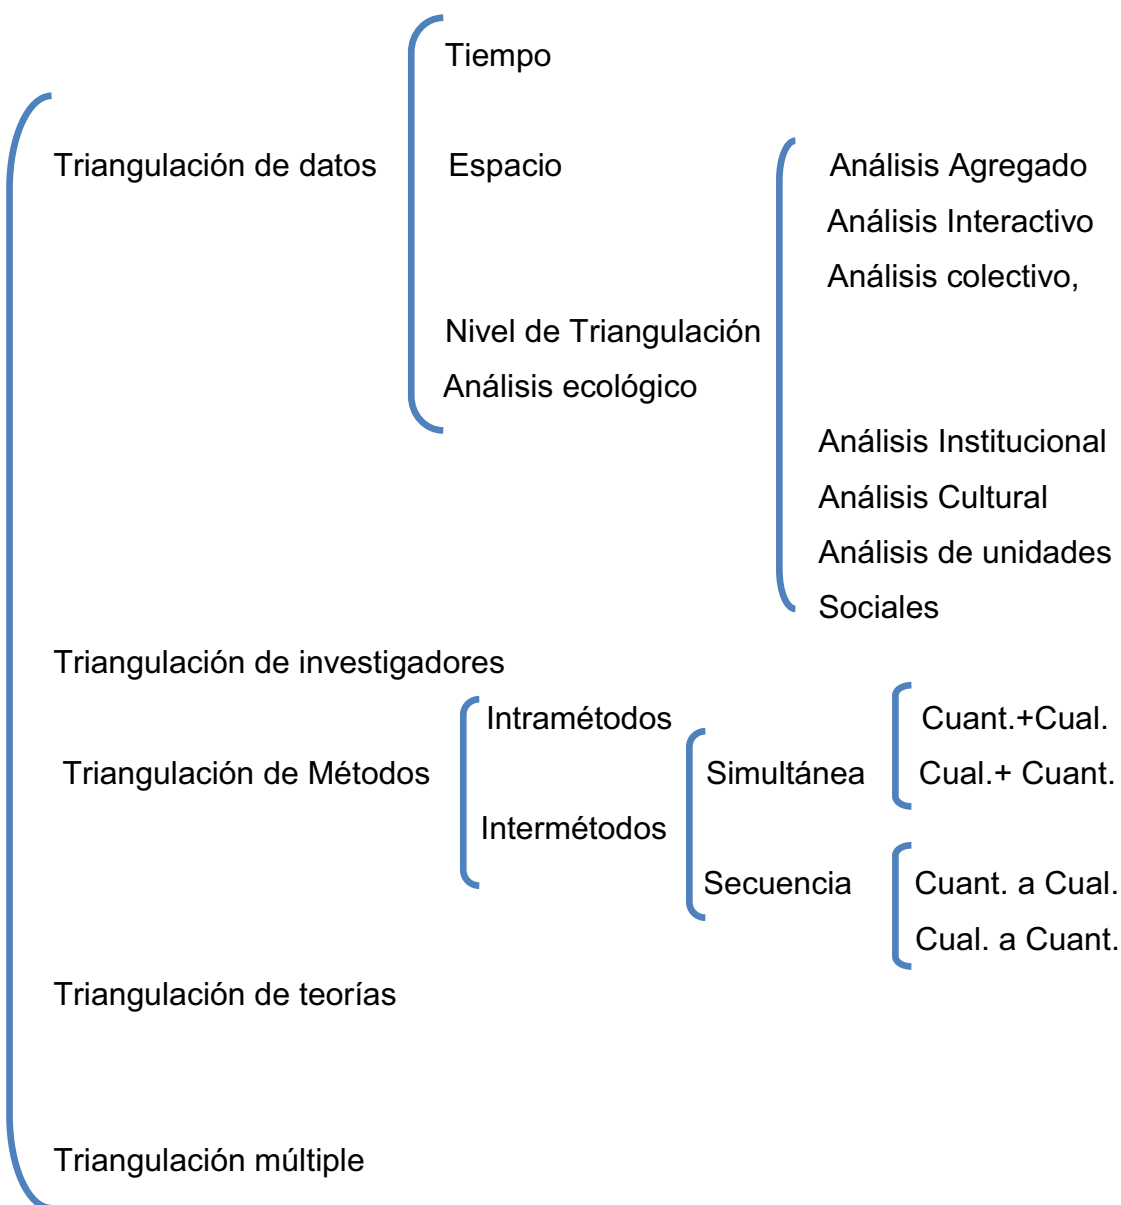 Tiempo
Triangulación de datos Espacio Análisis Agregado
Análisis Interactivo
Análisis colectivo,
Nivel de Triangulación
Análisis ecológico
Análisis Institucional
Análisis Cultural
Análisis de unidades
Sociales
Triangulación de investigadores
Intramétodos Cuant.+Cual.
Triangulación de Métodos Simultánea Cual.+ Cuant.
Intermétodos
Secuencia Cuant. a Cual.
Cual. a Cuant.
Triangulación de teorías
Triangulación múltiple